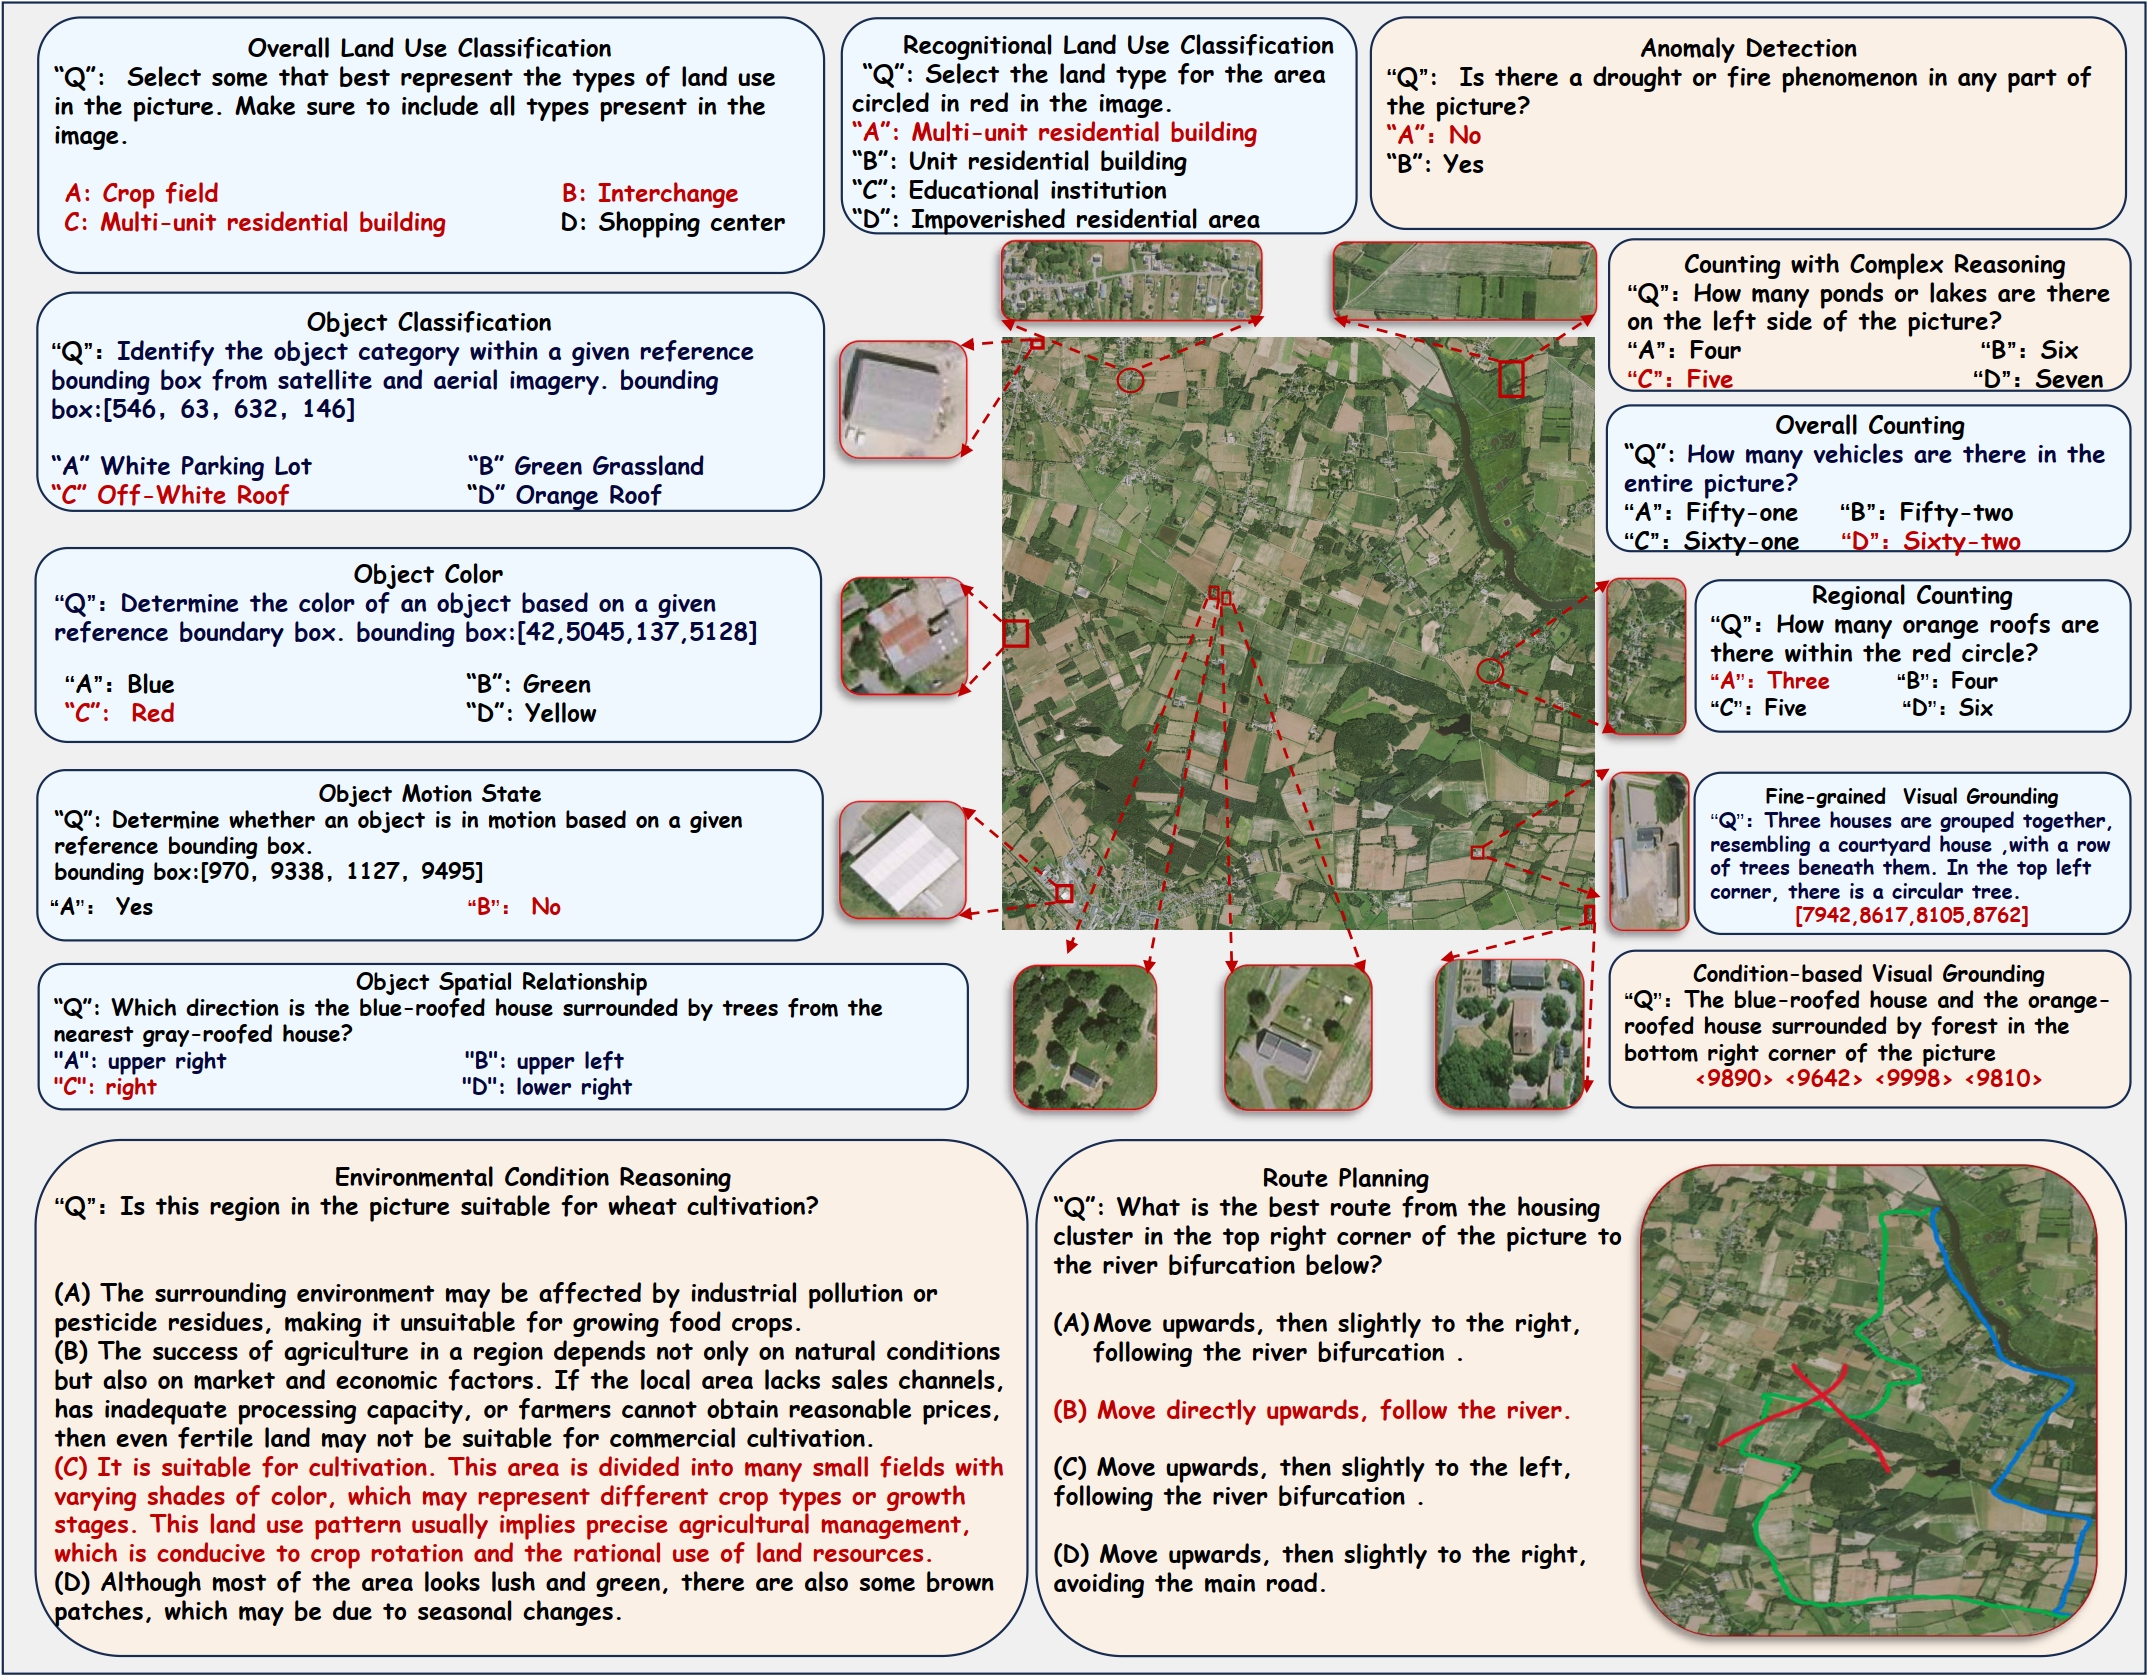 Overall Land Use Classification
“Q”:  Select some that best represent the types of land use
in the picture. Make sure to include all types present in the
image.
A: Crop field
B: Interchange
C: Multi-unit residential building
D: Shopping center
Recognitional Land Use Classification
“Q”: Select the land type for the area
circled in red in the image.
“A”: Multi-unit residential building
“B”: Unit residential building
“C”: Educational institution
“D”: Impoverished residential area
Anomaly Detection
“Q”:  Is there a drought or fire phenomenon in any part of
the picture?
“A”: No
“B”: Yes
Object Classification
“Q”: Identify the object category within a given reference
bounding box from satellite and aerial imagery. bounding
box:[546, 63, 632, 146]
“A” White Parking Lot
“B” Green Grassland
“C” Off-White Roof
“D” Orange Roof
Counting with Complex Reasoning
“Q”: How many ponds or lakes are there
on the left side of the picture?
“A”: Four
“B”: Six
“C”: Five
“D”: Seven
Overall Counting
“Q”: How many vehicles are there in the
entire picture?
“A”: Fifty-one
“B”: Fifty-two
“C”: Sixty-one
“D”: Sixty-two
Object Color
“Q”: Determine the color of an object based on a given
reference boundary box. bounding box:[42,5045,137,5128]
“A”: Blue
“B”: Green
“C”:  Red
“D”: Yellow
Regional Counting
“Q”: How many orange roofs are
there within the red circle?
“A”: Three
“B”: Four
“C”: Five
“D”: Six
Object Motion State
“Q”: Determine whether an object is in motion based on a given
reference bounding box.
bounding box:[970, 9338, 1127, 9495]
“A”:  Yes
“B”:  No
Fine-grained  Visual Grounding
“Q”: Three houses are grouped together,
resembling a courtyard house ,with a row
of trees beneath them. In the top left
corner, there is a circular tree.
[7942,8617,8105,8762]
Object Spatial Relationship
“Q”: Which direction is the blue-roofed house surrounded by trees from the
nearest gray-roofed house?
"A": upper right
"B": upper left
"C": right
"D": lower right
Condition-based Visual Grounding
“Q”: The blue-roofed house and the orange-
roofed house surrounded by forest in the
bottom right corner of the picture
<9890> <9642> <9998> <9810>
Environmental Condition Reasoning
“Q”: Is this region in the picture suitable for wheat cultivation?
(A) The surrounding environment may be affected by industrial pollution or
pesticide residues, making it unsuitable for growing food crops.
(B) The success of agriculture in a region depends not only on natural conditions
but also on market and economic factors. If the local area lacks sales channels,
has inadequate processing capacity, or farmers cannot obtain reasonable prices,
then even fertile land may not be suitable for commercial cultivation.
(C) It is suitable for cultivation. This area is divided into many small fields with
varying shades of color, which may represent different crop types or growth
stages. This land use pattern usually implies precise agricultural management,
which is conducive to crop rotation and the rational use of land resources.
(D) Although most of the area looks lush and green, there are also some brown
patches, which may be due to seasonal changes.
Route Planning
“Q”: What is the best route from the housing
cluster in the top right corner of the picture to
the river bifurcation below?
(A) Move upwards, then slightly to the right,
following the river bifurcation .
(B) Move directly upwards, follow the river.
(C) Move upwards, then slightly to the left,
following the river bifurcation .
(D) Move upwards, then slightly to the right,
avoiding the main road.